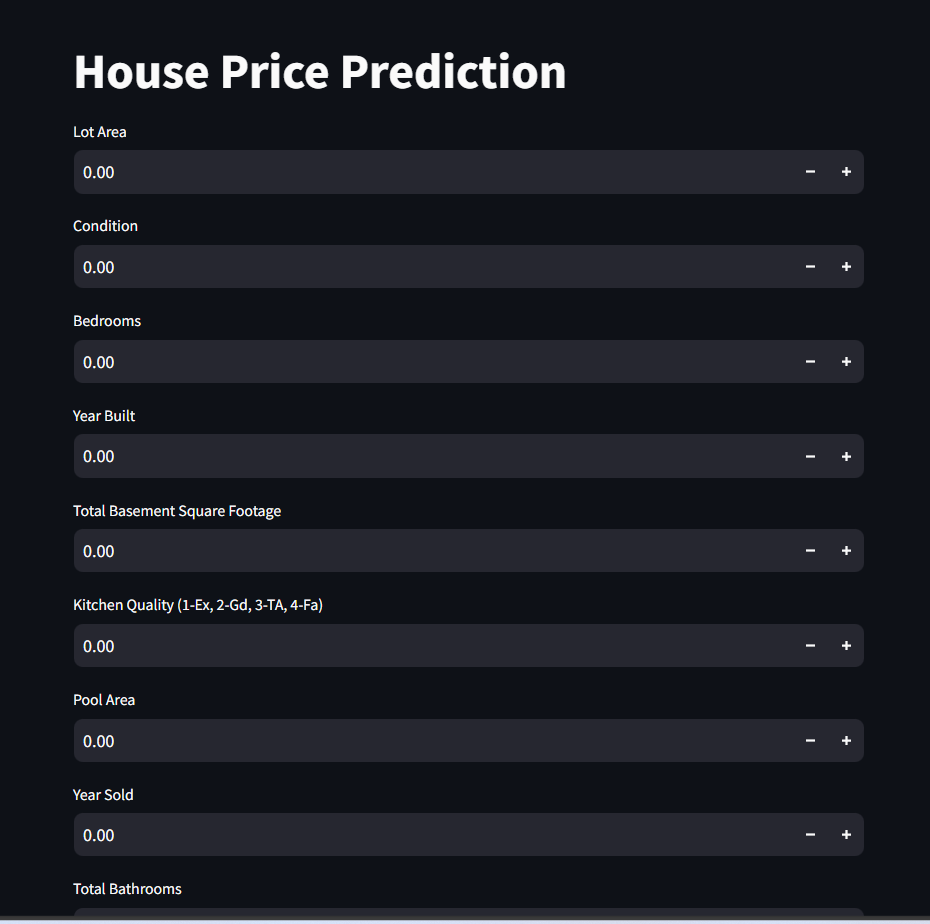 House Price Prediction
Lot Area
0.00
Condition
0.00
Bedrooms
0.00
Year Built
0.00
Total Basement Square Footage
0.00
Kitchen Quality (1-Ex, 2-Gd, 3-TA, 4-Fa)
0.00
Pool Area
0.00
Year Sold
0.00
Total Bathrooms